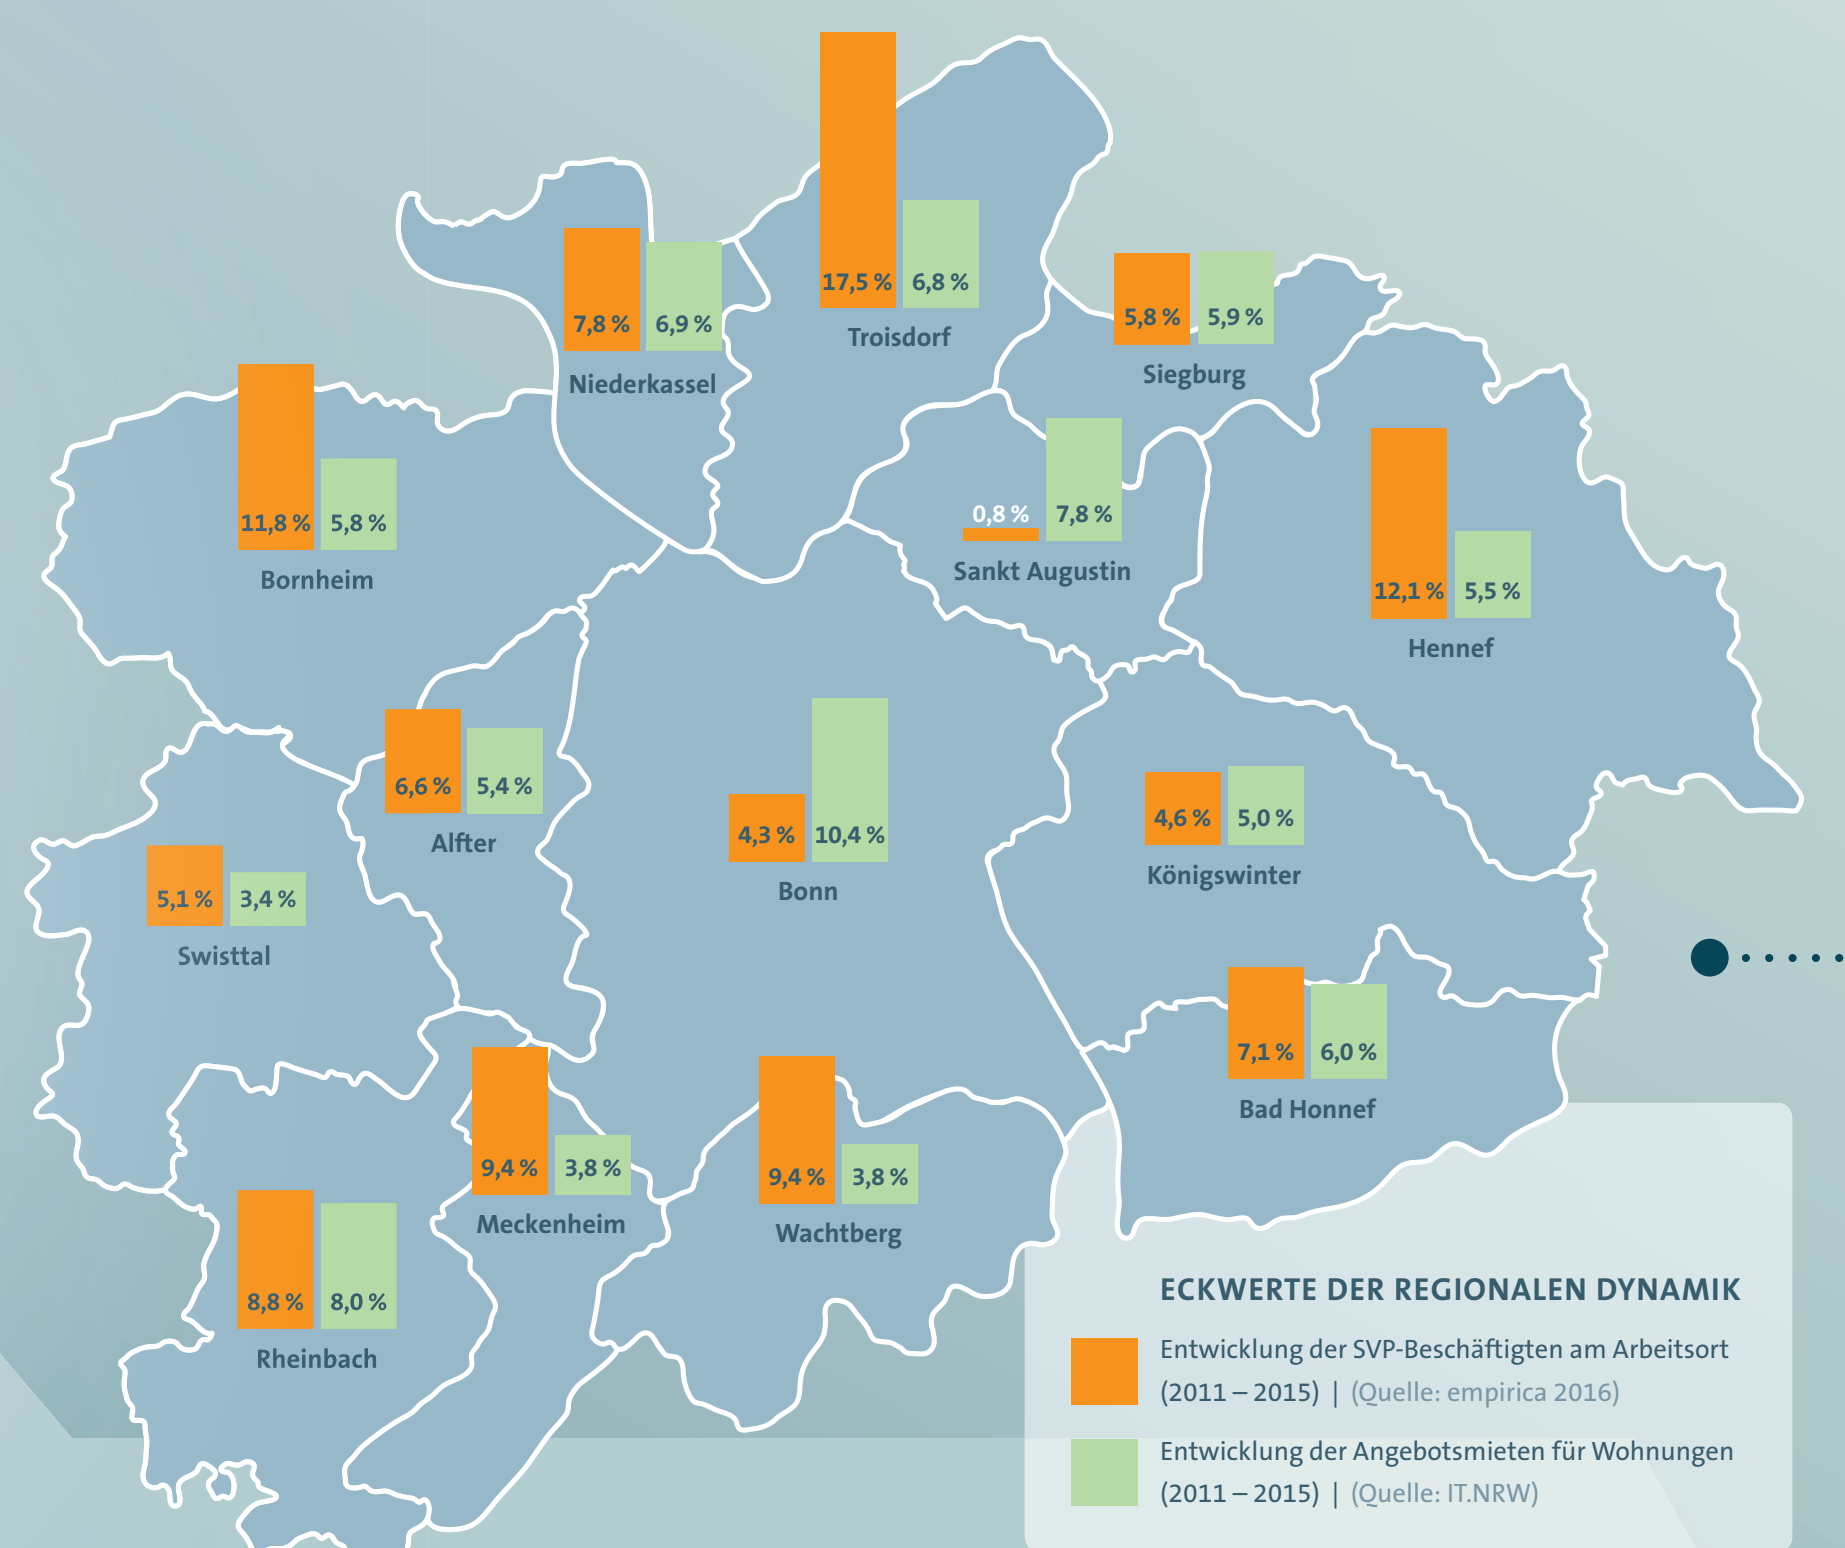 17,5 % 6,8 %
Troisdorf
7,8 % 6,9 %
Niederkassel
5,8 % 5,9 %
Siegburg
11,8 % 5,8 %
Bornheim
0,8 % 7,8 %
Sankt Augustin
12,1 % 5,5 %
Hennef
6,6 % 5,4 %
Alfter
4,3 % 10,4 %
Bonn
4,6 % 5,0 %
Königswinter
5,1 % 3,4 %
Swisttal
7,1 % 6,0 %
Bad Honnef
9,4 % 3,8 %
Meckenheim
9,4 % 3,8 %
Wachtberg
8,8 % 8,0 %
Rheinbach
ECKWERTE DER REGIONALEN DYNAMIK
Entwicklung der SVP-Beschäftigten am Arbeitsort
(2011 – 2015) | (Quelle: empirica 2016)
Entwicklung der Angebotsmieten für Wohnungen
(2011 – 2015) | (Quelle: IT.NRW)